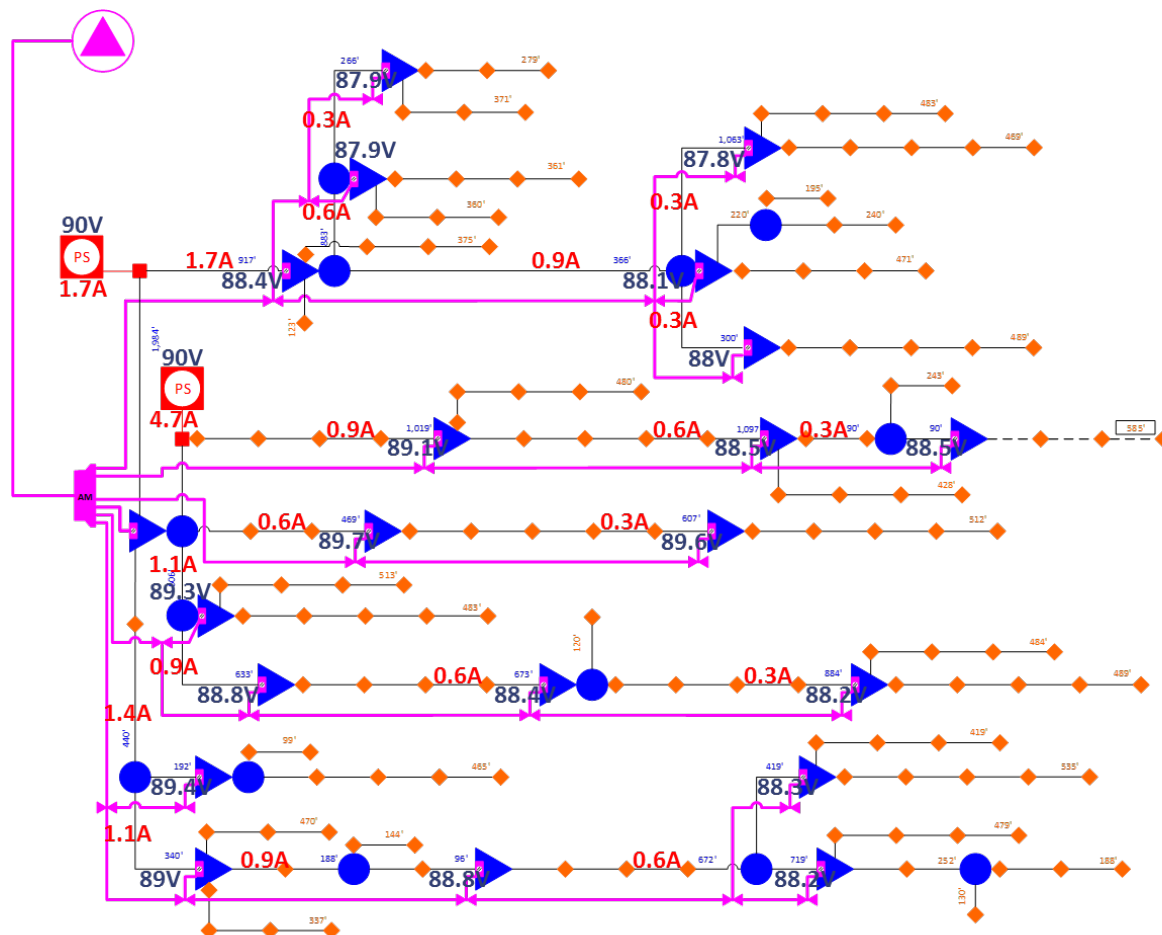 266' 279'
87.9V
371'
0.3A
483'
1,063' 469'
87.8V
87.9V
361'
360'
0.6A
0.3A
195'
220' 240'
90V
PS
1.7A
1.7A
917'
883'
375'
88.4V
123'
0.9A
366'
88.1V
471'
0.3A
300' 489'
88V
1,984'
90V
PS
4.7A
480'
0.9A
1,019'
89.1V
0.6A
1,097
88.5V
0.3A
90'
243'
90'
88.5V
583'
428'
AM
0.6A
469'
89.7V
0.3A
607'
89.6V
512'
1.1A
89.3V
513'
483'
0.9A
633'
88.8V
0.6A
673'
88.4V
120'
0.3A
884'
88.2V
484'
489'
1.4A
440'
99'
192' 465'
89.4V
419'
419' 535'
88.3V
1.1A
470'
340'
89V
0.9A
188'
144'
96'
88.8V
0.6A
672'
719'
88.2V
479'
252'
188'
130'
337'